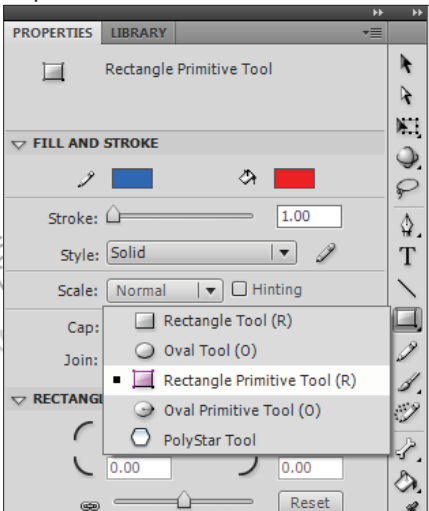 PROPERTIES LIBRARY
Rectangle Primitive Tool
FILL AND STROKE
Stroke: 1.00
Style: Solid
T
Scale: Normal Hinting
Cap: Rectangle Tool (R)
Oval Tool (O)
Join:
Rectangle Primitive Tool (R)
Oval Primitive Tool (O)
PolyStar Tool
0.00 0.00
Reset